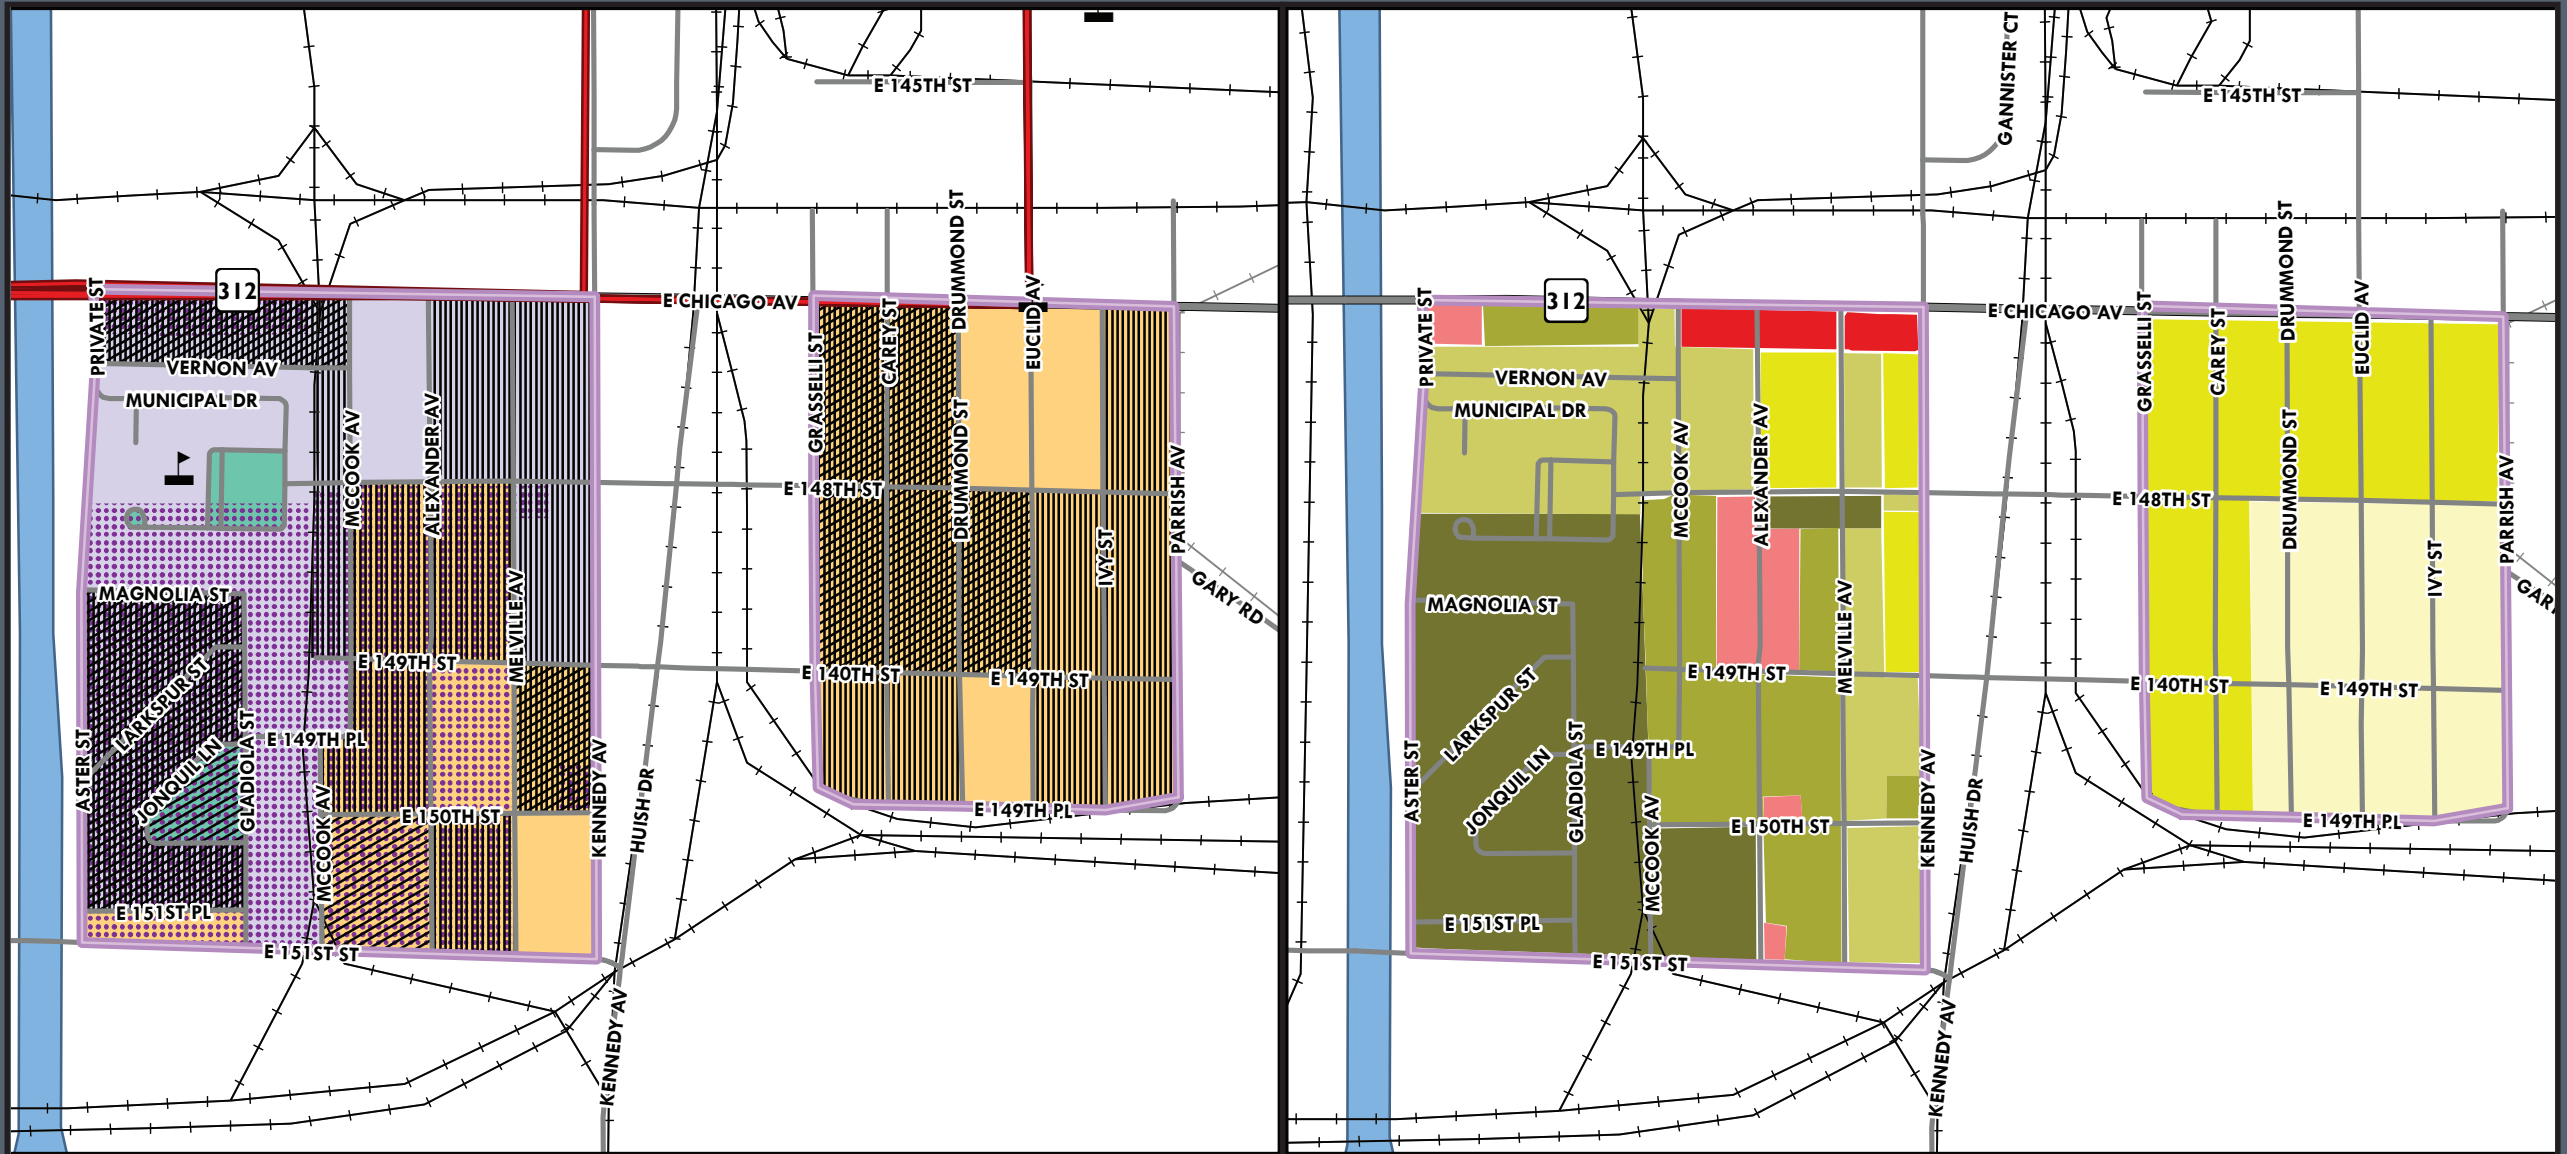 E 145TH ST
DRUMMOND ST
PRIVATE ST
312
E CHICAGO AV
EUCLID AV
CAREY ST
GRASSELLI ST
VERNON AV
MUNICIPAL DR
MCCOOK AV
ALEXANDER AV
DRUMMOND ST
E 148TH ST
PARRISH AV
IVY ST
GARY RD
MAGNOLIA ST
MELVILLE AV
LARKSPUR ST
E 149TH ST
E 140TH ST
E 149TH ST
ASTER ST
JONQUIL LN
GLADIOLA ST
E 149TH PL
MCCOOK AV
E 150TH ST
KENNEDY AV
HUISH DR
E 149TH PL
E 151ST PL
E 151ST ST
KENNEDY AV
GANNISTER CT
E 145TH ST
DRUMMOND ST
PRIVATE ST
312
E CHICAGO AV
EUCLID AV
GRASSELLI ST
CAREY ST
VERNON AV
MUNICIPAL DR
MCCOOK AV
ALEXANDER AV
DRUMMOND ST
E 148TH ST
PARRISH AV
IVY ST
GAR
MAGNOLIA ST
MELVILLE AV
LARKSPUR ST
E 149TH ST
E 140TH ST
E 149TH ST
ASTER ST
JONQUIL LN
GLADIOLA ST
E 149TH PL
MCCOOK AV
E 150TH ST
KENNEDY AV
HUISH DR
E 149TH PL
E 151ST PL
E 151ST ST
KENNEDY AV